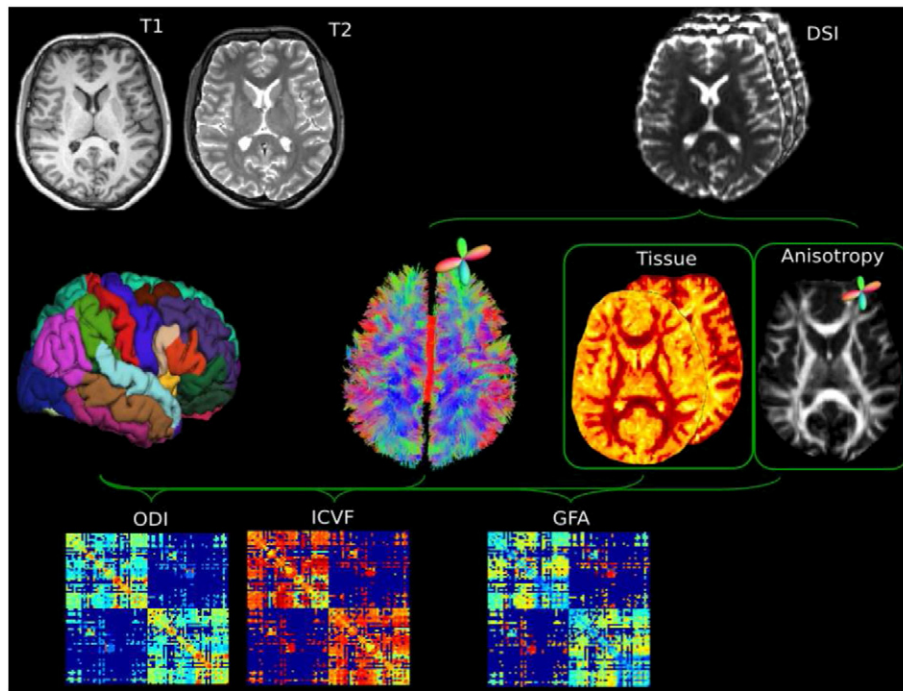 T1
T2
DSI
Tissue
Anisotropy
ODI
ICVF
GFA